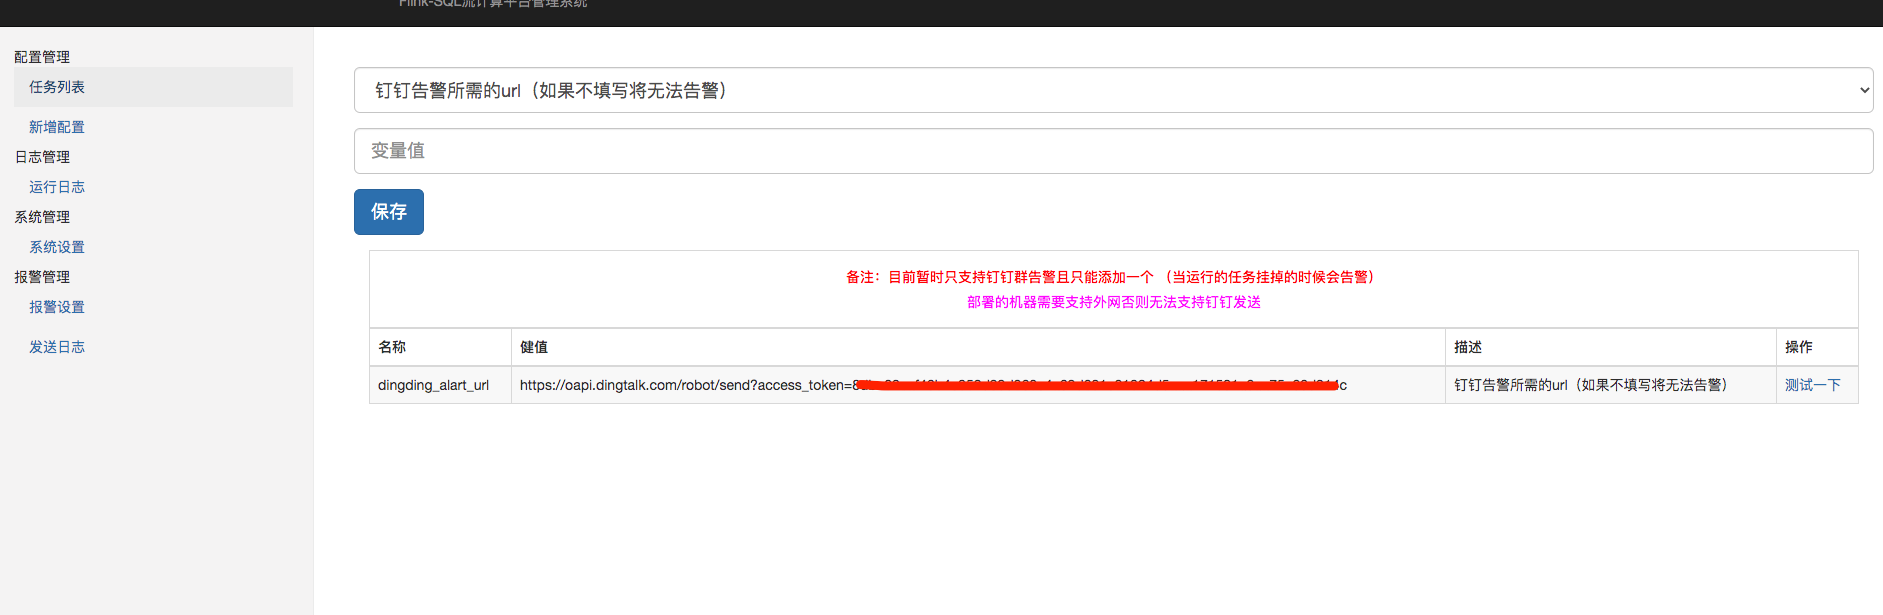 Flink-SQL流计算平台管理系统
配置管理
任务列表
新增配置
日志管理
运行日志
系统管理
系统设置
报警管理
报警设置
发送日志
钉钉告警所需的url（如果不填写将无法告警）
变量值
保存
备注：目前暂时只支持钉钉群告警且只能添加一个 （当运行的任务挂掉的时候会告警）
部署的机器需要支持外网否则无法支持钉钉发送
名称 健值 描述 操作
dingding_alart_url https://oapi.dingtalk.com/robot/send?access_token= 钉钉告警所需的url（如果不填写将无法告警） 测试一下